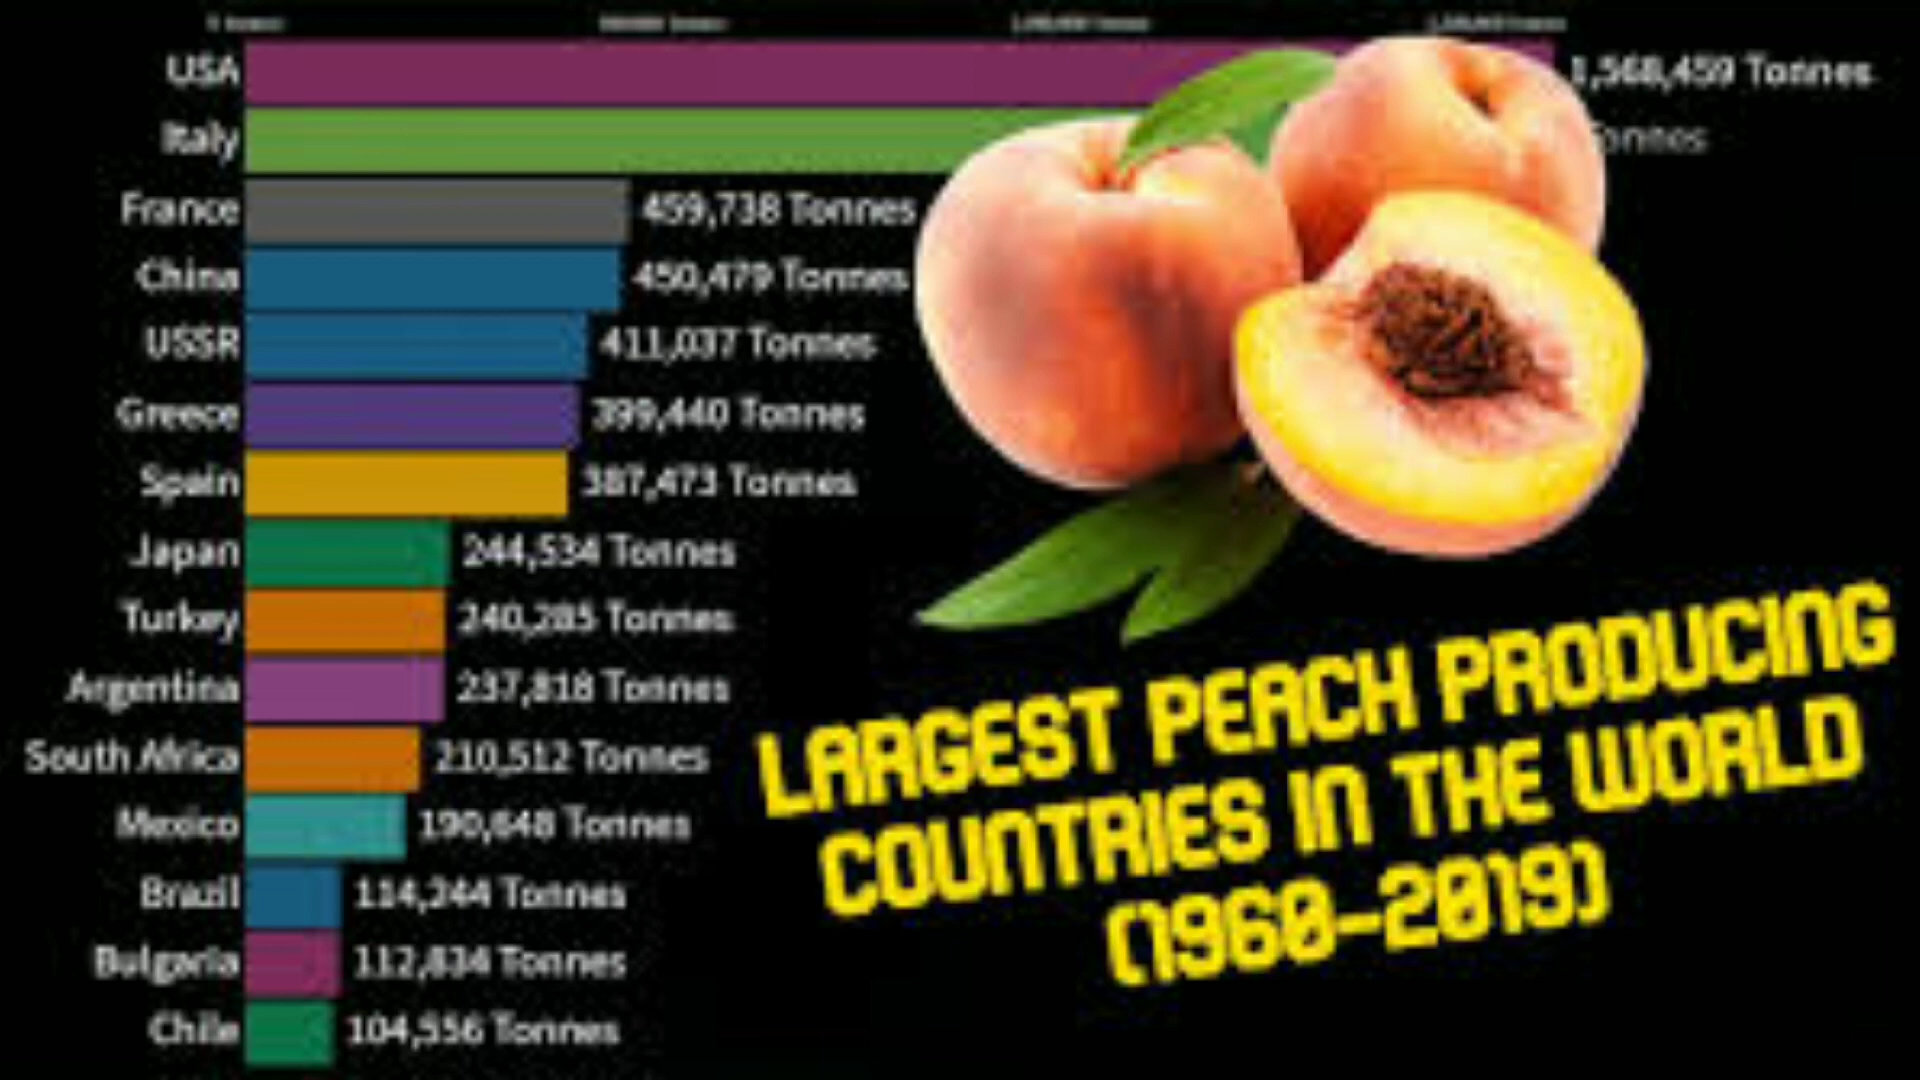 USA 1,568,459 Tonnes
Italy Tonnes
France 459,738 Tonnes
China 450,479 Tonnes
USSR 411,037 Tonnes
Greece 399,440 Tonnes
Spain 387,473 Tonnes
Japan 244,534 Tonnes
Turkey 240,285 Tonnes
Argentina 237,818 Tonnes
South Africa 210,512 Tonnes
Mexico 190,648 Tonnes
Brazil 114,244 Tonnes
Bulgaria 112,834 Tonnes
Chile 104,556 Tonnes
LARGEST PEACH PRODUCING
COUNTRIES IN THE WORLD
(1960-2019)